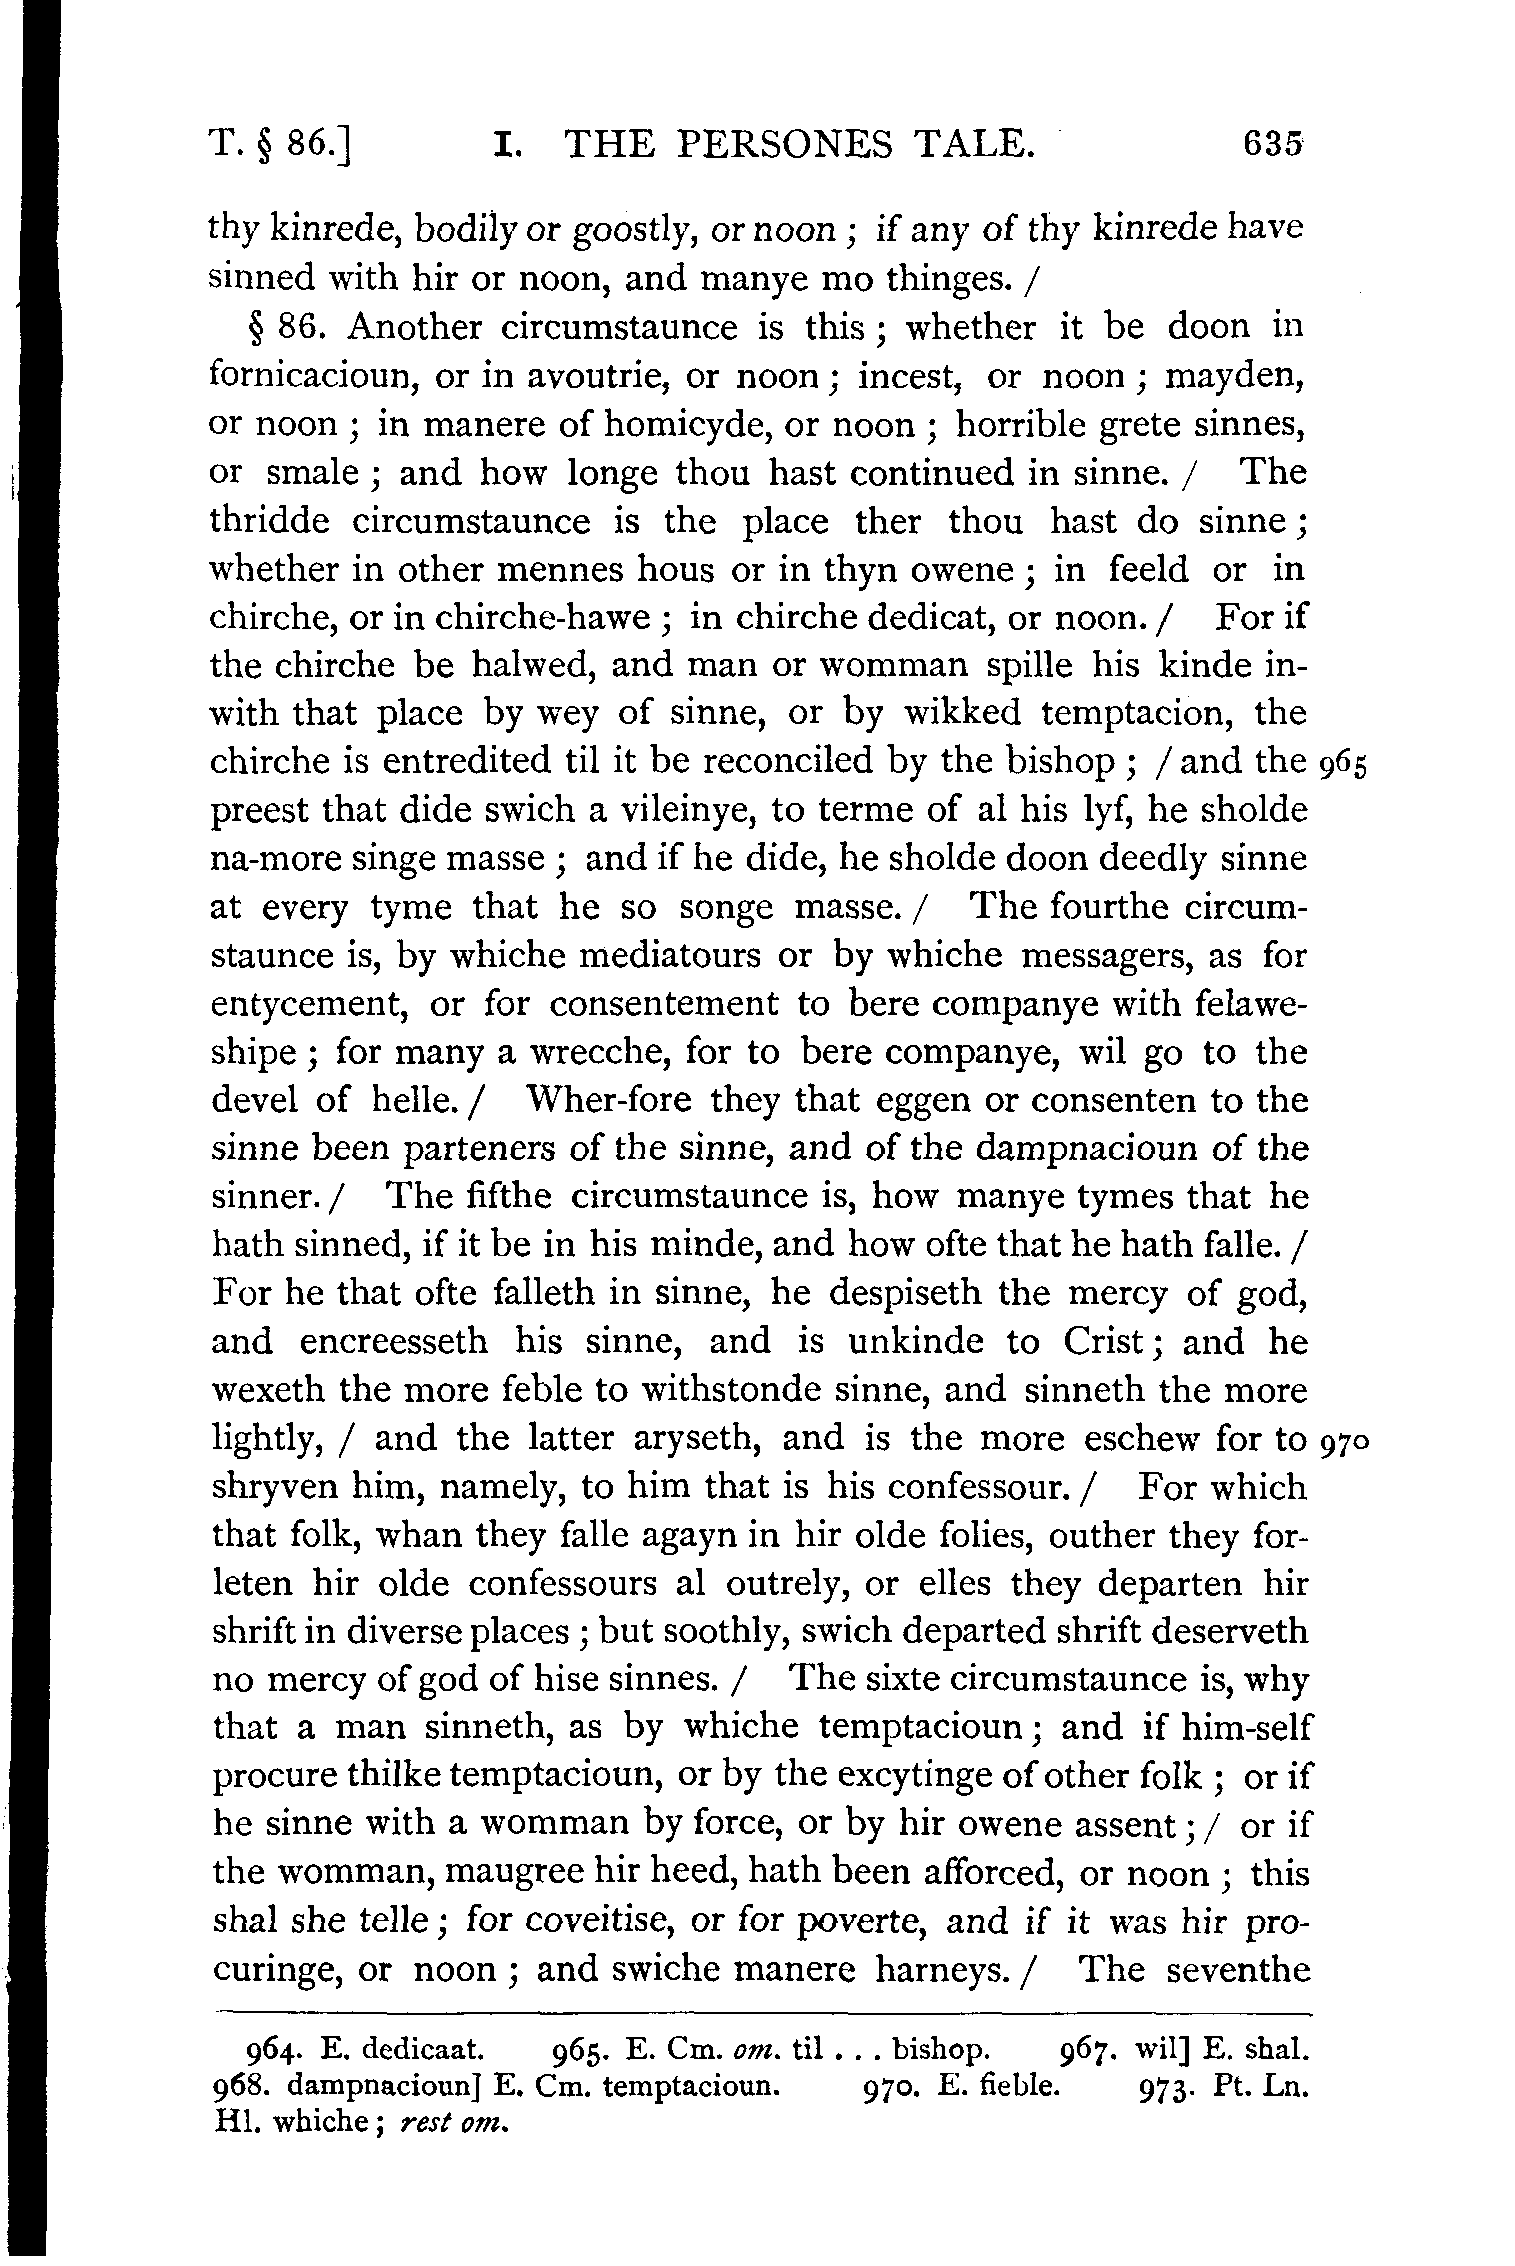 T. § 86.] I. THE PERSONES TALE. 635
thy kinrede, bodily or goostly, or noon ; if any of thy kinrede have
sinned with hir or noon, and manye mo thinges. /
§ 86. Another circumstaunce is this ; whether it be doon in
fornicacioun, or in avoutrie, or noon ; incest, or noon ; mayden,
or noon ; in manere of homicyde, or noon ; horrible grete sinnes,
or smale ; and how longe thou hast continued in sinne. / The
thridde circumstaunce is the place ther thou hast do sinne ;
whether in other mennes hous or in thyn owene ; in feeld or in
chirche, or in chirche-hawe ; in chirche dedicat, or noon. / For if
the chirche be halwed, and man or womman spille his kinde in-
with that place by wey of sinne, or by wikked temptacion, the
chirche is entredited til it be reconciled by the bishop ; / and the 965
preest that dide swich a vileinye, to terme of al his lyf, he sholde
na-more singe masse ; and if he dide, he sholde doon deedly sinne
at every tyme that he so songe masse. / The fourthe circum-
staunce is, by whiche mediatours or by whiche messagers, as for
entycement, or for consentement to bere companye with felawe-
shipe ; for many a wrecche, for to bere companye, wil go to the
devel of helle. / Wher-fore they that eggen or consenten to the
sinne been parteners of the sinne, and of the dampnacioun of the
sinner. / The fifthe circumstaunce is, how manye tymes that he
hath sinned, if it be in his minde, and how ofte that he hath falle. /
For he that ofte falleth in sinne, he despiseth the mercy of god,
and encreesseth his sinne, and is unkinde to Crist ; and he
wexeth the more feble to withstonde sinne, and sinneth the more
lightly, / and the latter aryseth, and is the more eschew for to 970
shryven him, namely, to him that is his confessour. / For which
that folk, whan they falle agayn in hir olde folies, outher they for-
leten hir olde confessours al outrely, or elles they departen hir
shrift in diverse places ; but soothly, swich departed shrift deserveth
no mercy of god of hise sinnes. / The sixte circumstaunce is, why
that a man sinneth, as by whiche temptacioun ; and if him-self
procure thilke temptacioun, or by the excytinge of other folk ; or if
he sinne with a womman by force, or by hir owene assent ; / or if
the womman, maugree hir heed, hath been afforced, or noon ; this
shal she telle ; for coveitise, or for poverte, and if it was hir pro-
curinge, or noon ; and swiche manere harneys. / The seventhe
964. E. dedicaat. 965. E. Cm. om. til . . . bishop. 967. wil] E. shal.
968. dampnacioun] E. Cm. temptacioun. 970. E. fieble. 973. Pt. Ln.
Hl. whiche ; rest om.